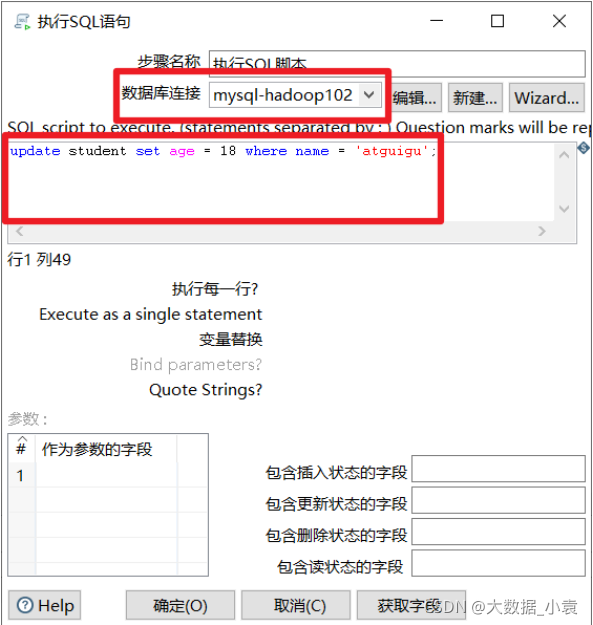 执行SQL语句
步骤名称 执行SQL脚本
数据库连接 mysql-hadoop102 编辑... 新建... Wizard...
SQL script to execute. (statements separated by ; ) Question marks will be rep
update student set age = 18 where name = 'atguigu';
行1 列49
执行每一行?
Execute as a single statement
变量替换
Bind parameters?
Quote Strings?
参数 :
# 作为参数的字段
1
包含插入状态的字段
包含更新状态的字段
包含删除状态的字段
包含读状态的字段
Help 确定(O) 取消(C) 获取字段
CSDN @大数据_小袁